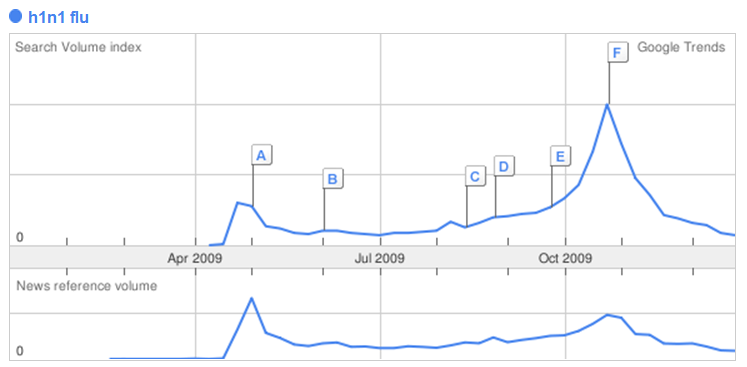 h1n1 flu
Search Volume index
Google Trends
F
A
B
C
D
E
0
Apr 2009
Jul 2009
Oct 2009
News reference volume
0